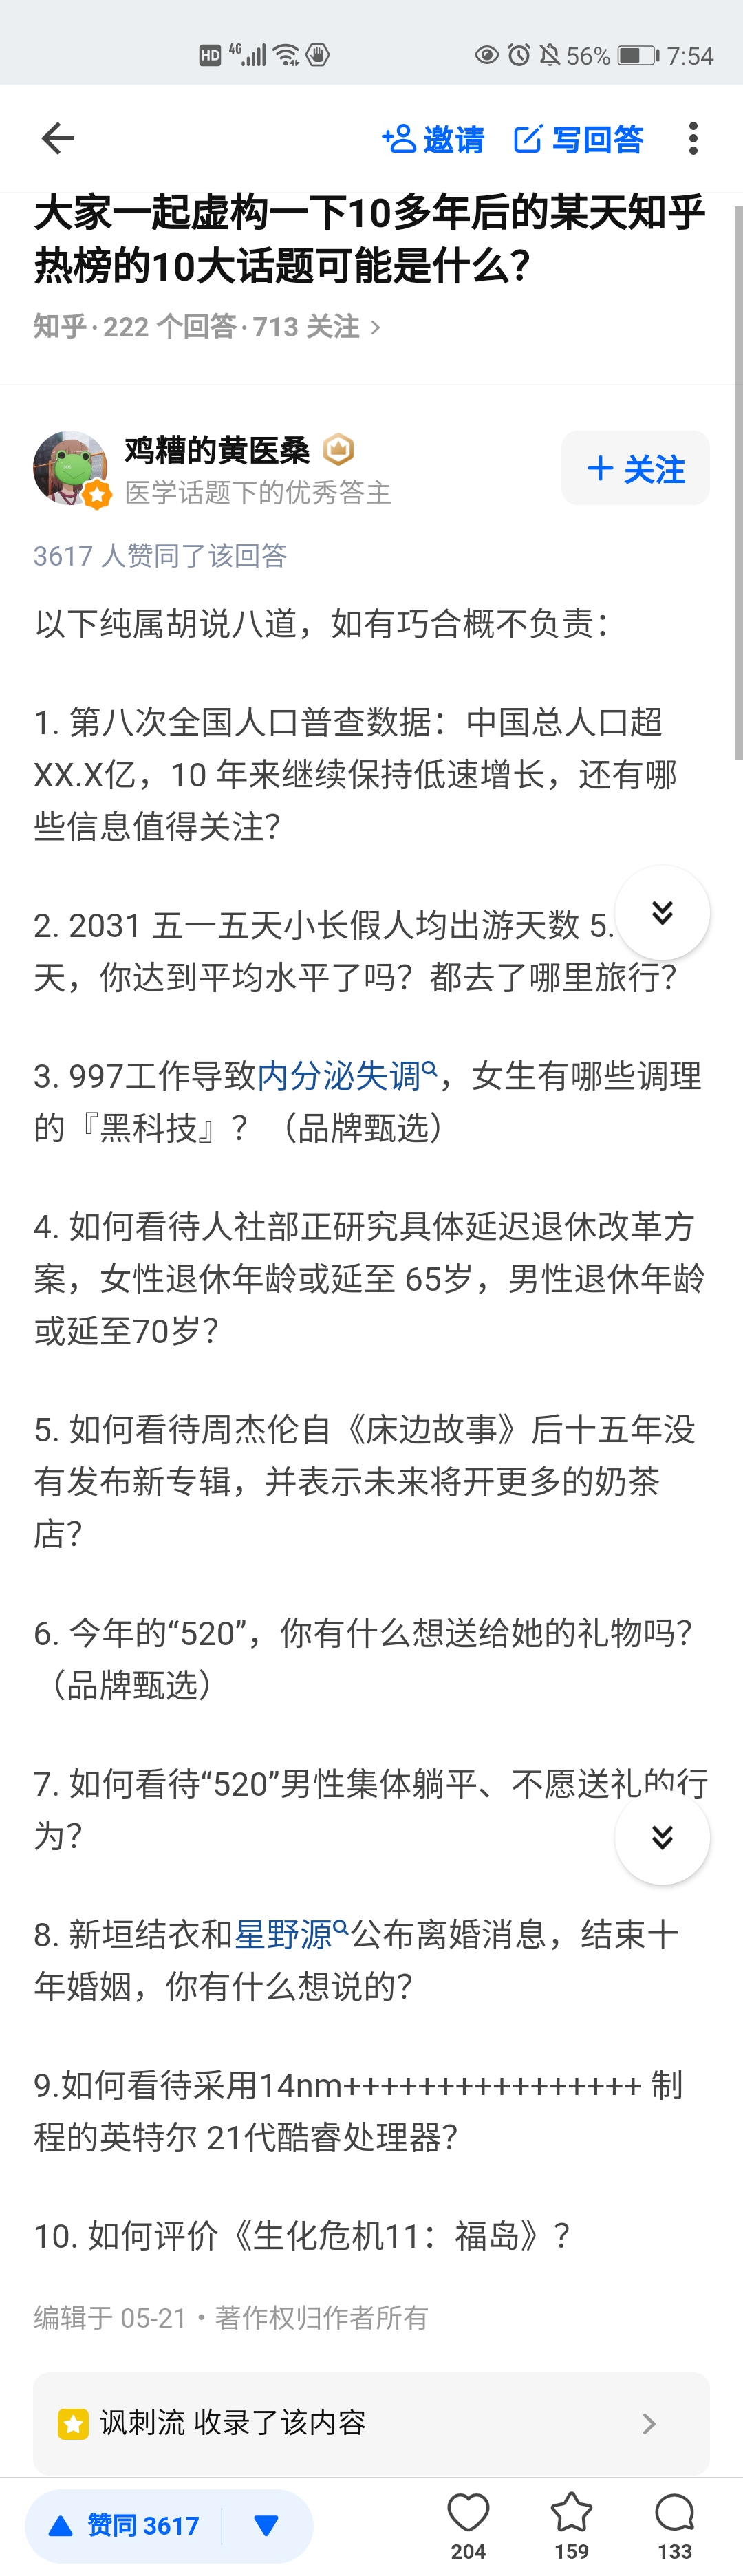 HD 4G 56% 7:54
邀请 写回答
大家一起虚构一下10多年后的某天知乎
热榜的10大话题可能是什么?
知乎·222 个回答·713 关注 >
鸡糟的黄医桑
+ 关注
医学话题下的优秀答主
3617 人赞同了该回答
以下纯属胡说八道，如有巧合概不负责：
1. 第八次全国人口普查数据：中国总人口超
XX.X亿，10 年来继续保持低速增长，还有哪
些信息值得关注?
2. 2031 五一五天小长假人均出游天数 5.
天，你达到平均水平了吗？都去了哪里旅行?
3. 997工作导致内分泌失调，女生有哪些调理
的『黑科技』？（品牌甄选）
4. 如何看待人社部正研究具体延迟退休改革方
案，女性退休年龄或延至 65岁，男性退休年龄
或延至70岁?
5. 如何看待周杰伦自《床边故事》后十五年没
有发布新专辑，并表示未来将开更多的奶茶
店?
6. 今年的“520”，你有什么想送给她的礼物吗?
（品牌甄选）
7. 如何看待“520”男性集体躺平、不愿送礼的行
为?
8. 新垣结衣和星野源公布离婚消息，结束十
年婚姻，你有什么想说的?
9.如何看待采用14nm++++++++++++++++ 制
程的英特尔 21代酷睿处理器?
10. 如何评价《生化危机11：福岛》？
编辑于 05-21・著作权归作者所有
讽刺流 收录了该内容
赞同 3617
204 159 133